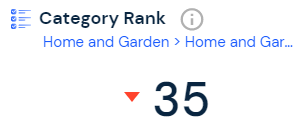 Category Rank
Home and Garden > Home and Gar...
35